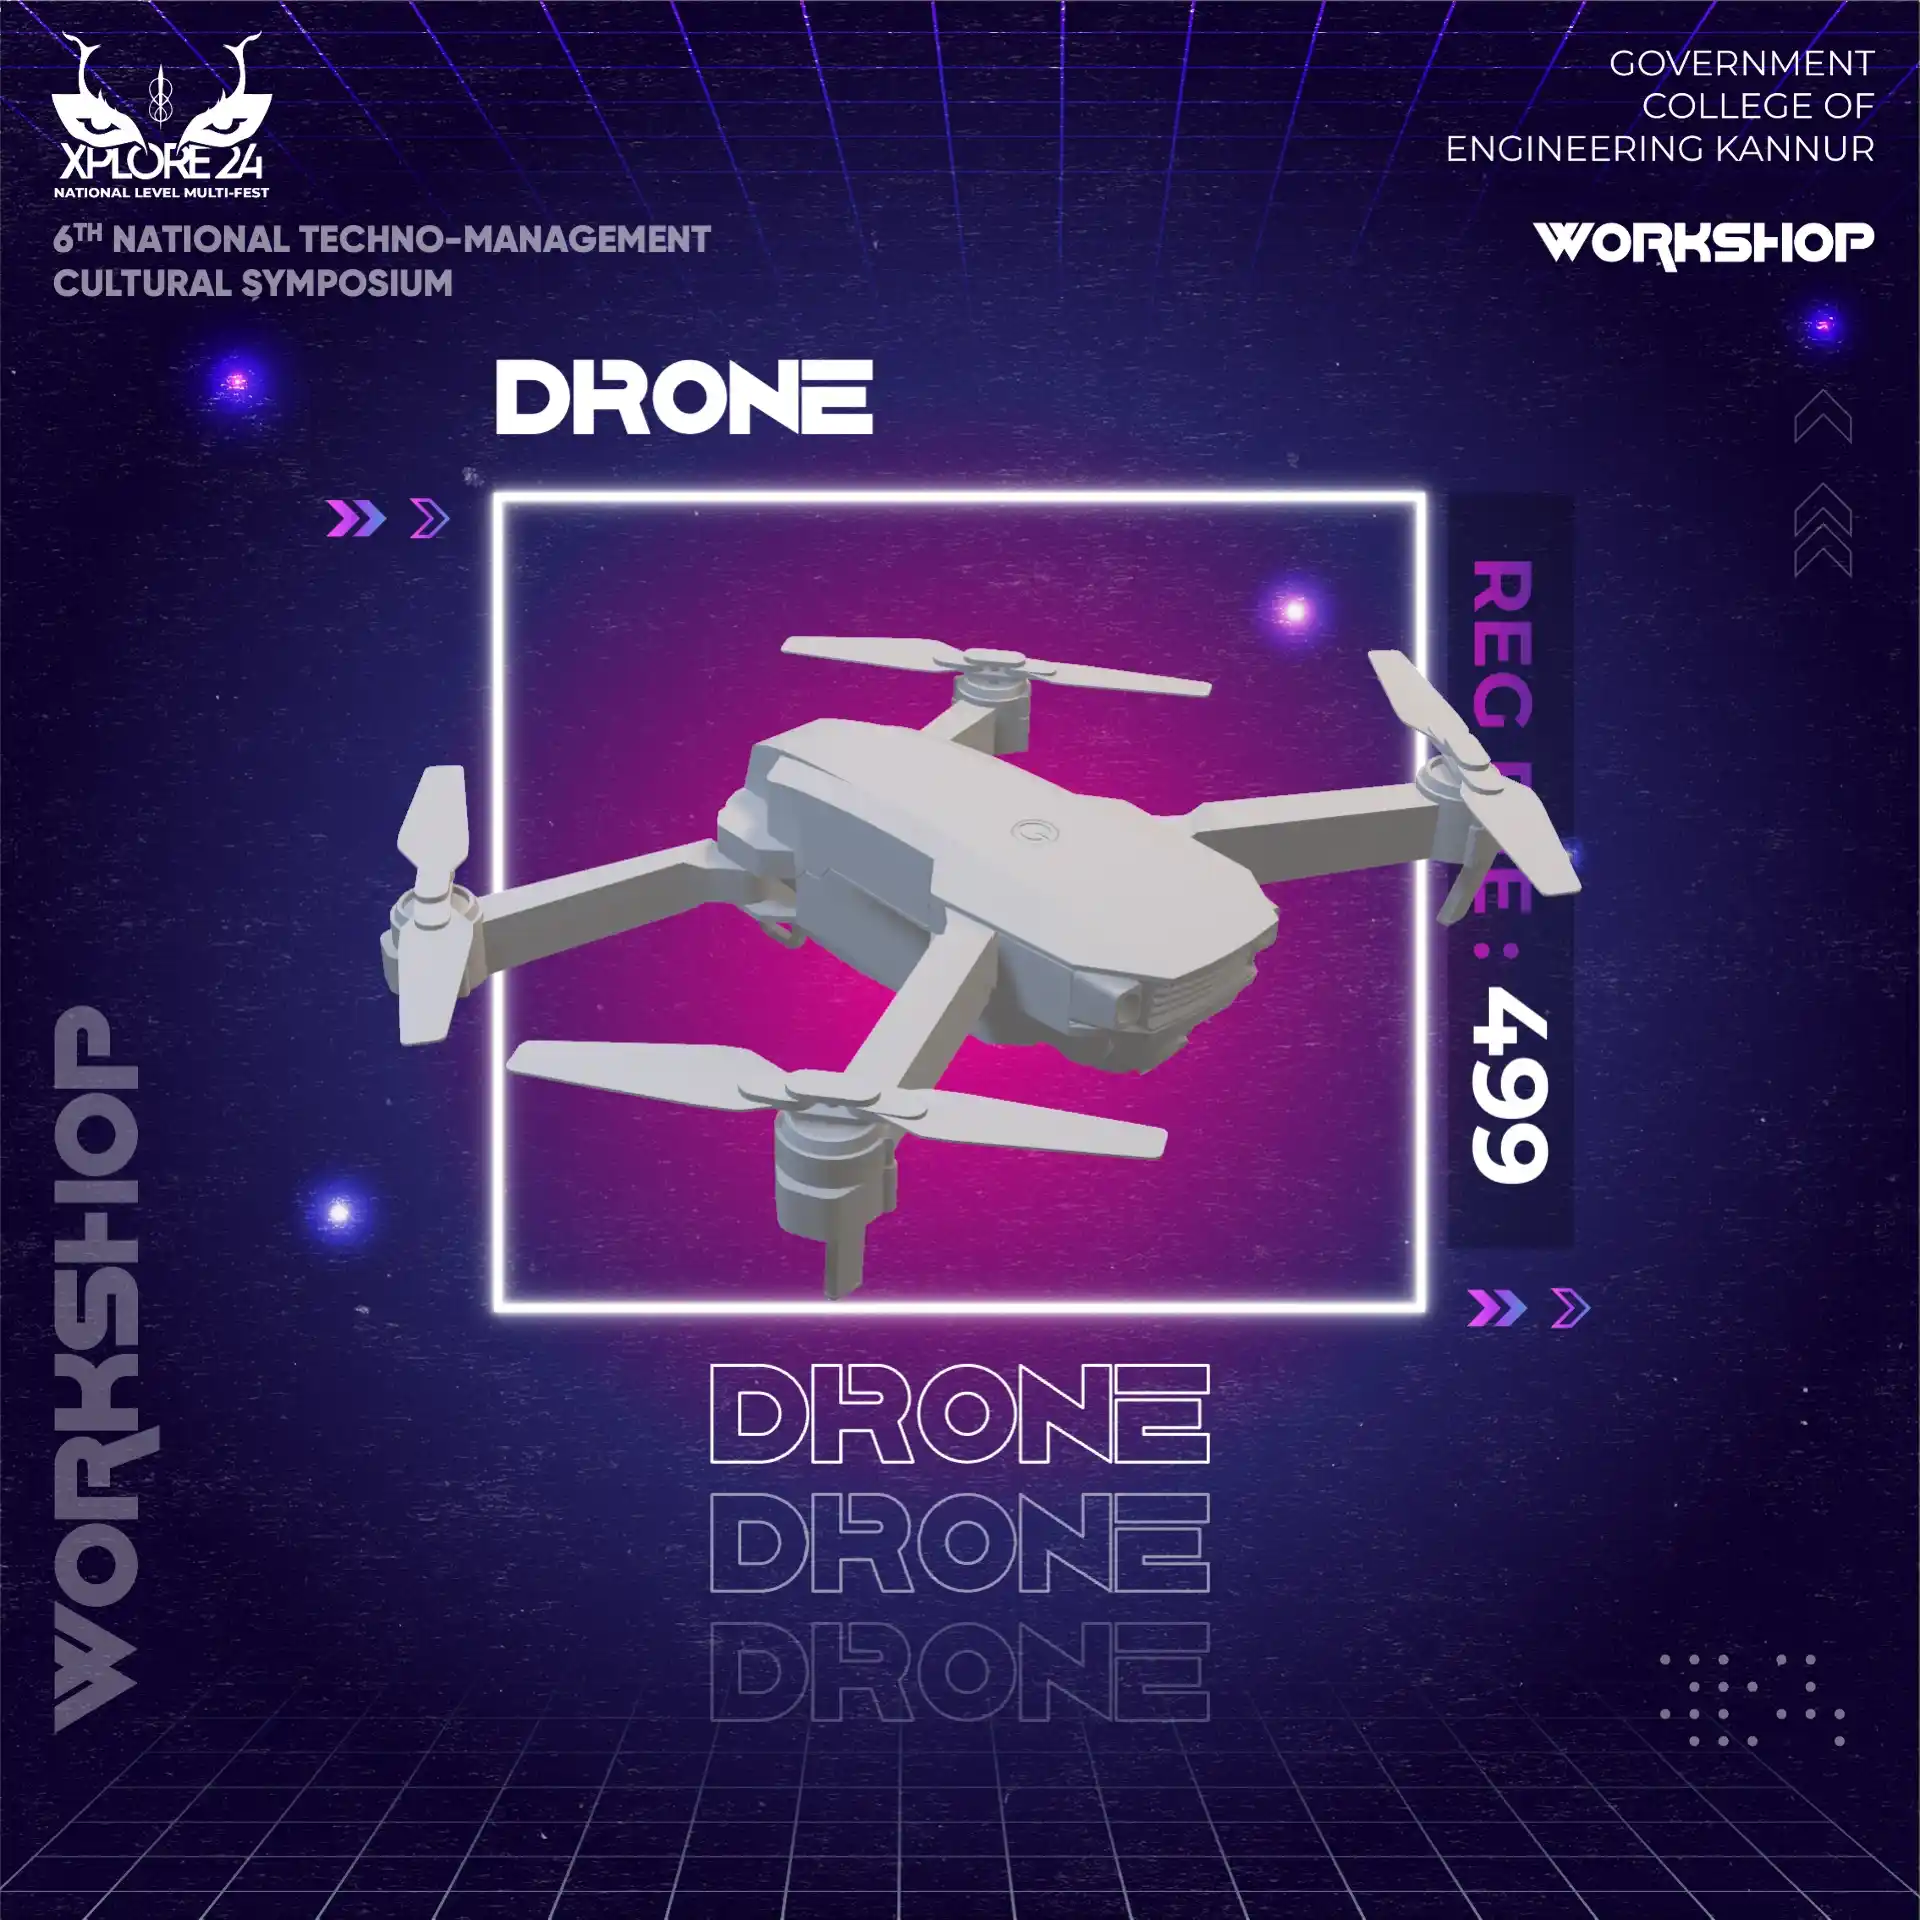 XPLORE 24
NATIONAL LEVEL MULTI-FEST
6TH NATIONAL TECHNO-MANAGEMENT
CULTURAL SYMPOSIUM
GOVERNMENT
COLLEGE OF
ENGINEERING KANNUR
WORKSHOP
DRONE
REG : 499
WORKSHOP
DRONE
DRONE
DRONE